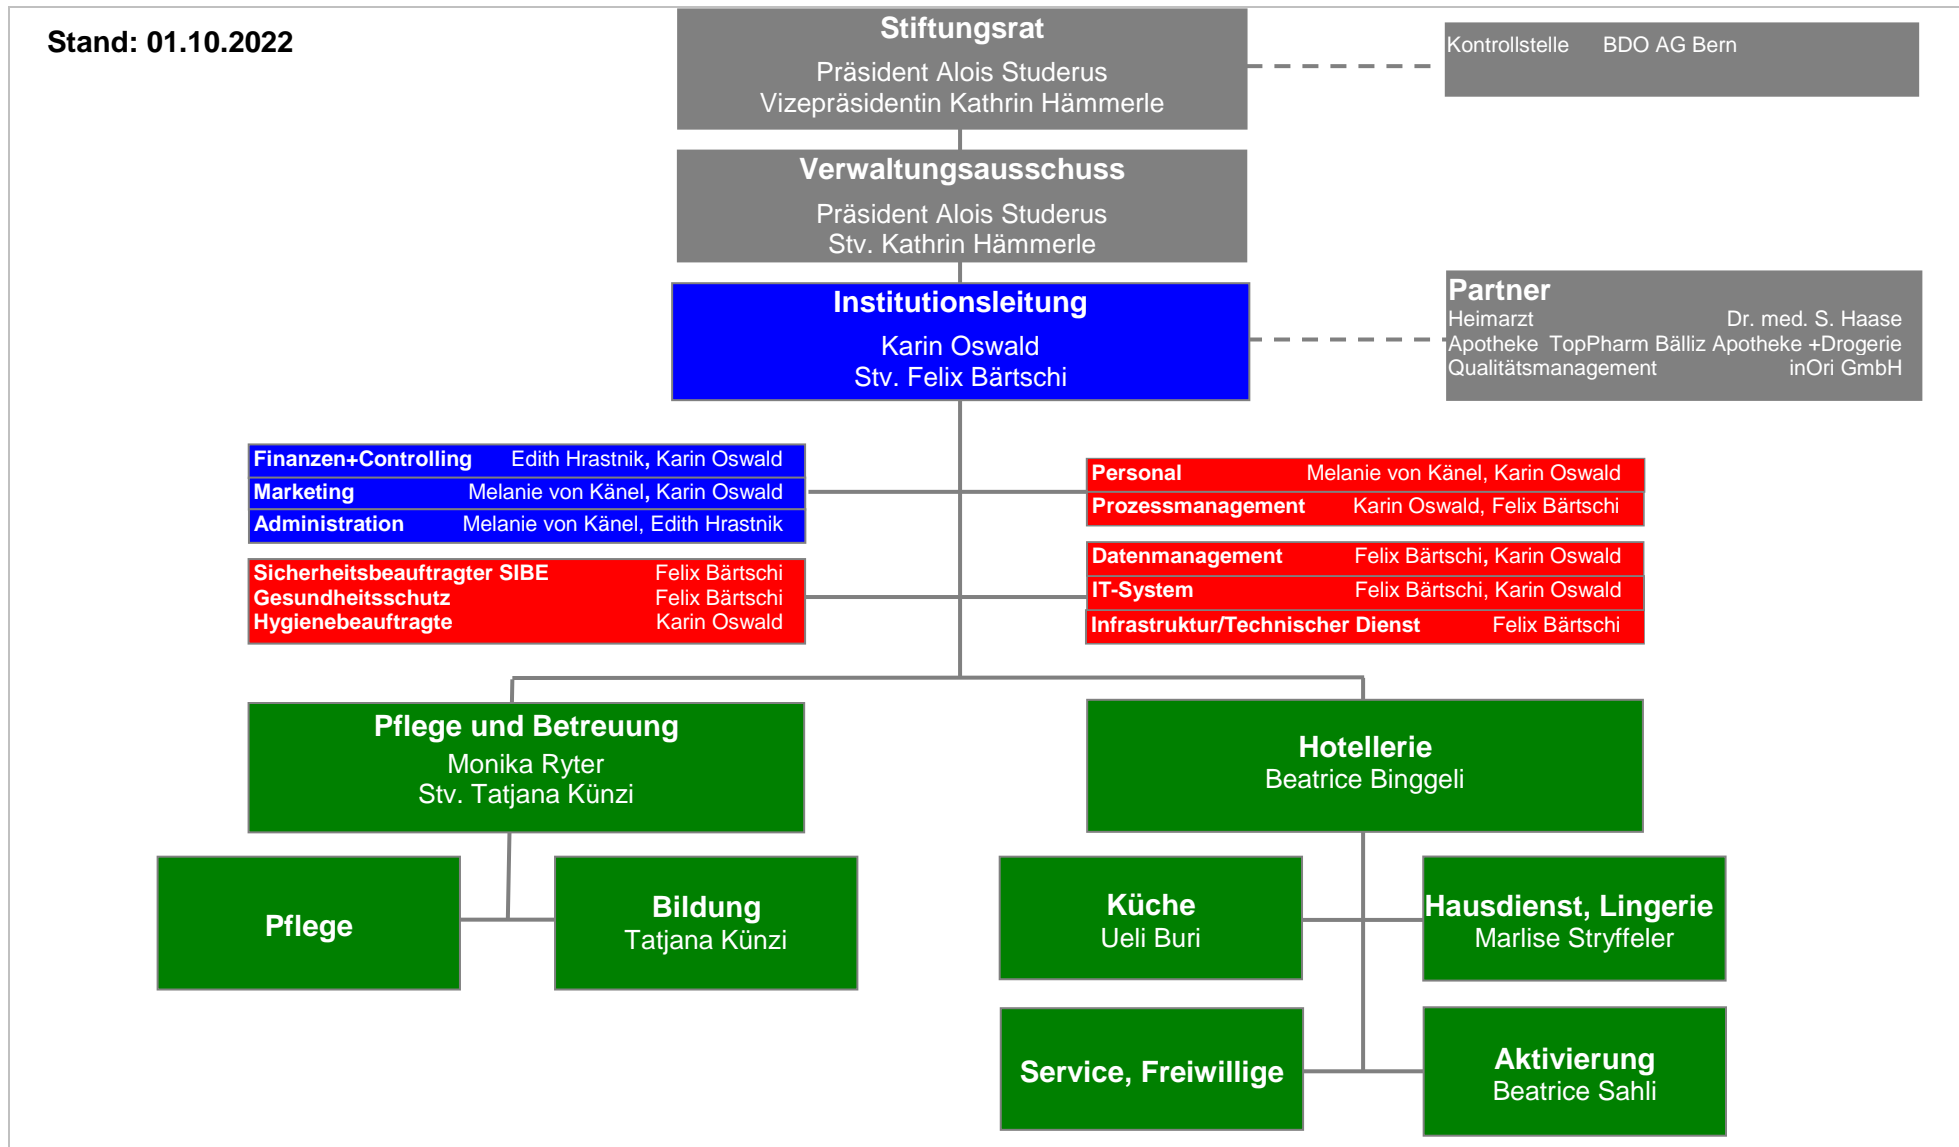 Stand: 01.10.2022
Stiftungsrat
Präsident Alois Studerus
Vizepräsidentin Kathrin Hämmerle
Kontrollstelle BDO AG Bern
Verwaltungsausschuss
Präsident Alois Studerus
Stv. Kathrin Hämmerle
Institutionsleitung
Karin Oswald
Stv. Felix Bärtschi
Partner
Heimarzt Dr. med. S. Haase
Apotheke TopPharm Bälliz Apotheke +Drogerie
Qualitätsmanagement inOri GmbH
Finanzen+Controlling Edith Hrastnik, Karin Oswald
Marketing Melanie von Känel, Karin Oswald
Administration Melanie von Känel, Edith Hrastnik
Personal Melanie von Känel, Karin Oswald
Prozessmanagement Karin Oswald, Felix Bärtschi
Sicherheitsbeauftragter SIBE Felix Bärtschi
Gesundheitsschutz Felix Bärtschi
Hygienebeauftragte Karin Oswald
Datenmanagement Felix Bärtschi, Karin Oswald
IT-System Felix Bärtschi, Karin Oswald
Infrastruktur/Technischer Dienst Felix Bärtschi
Pflege und Betreuung
Monika Ryter
Stv. Tatjana Künzi
Hotellerie
Beatrice Binggeli
Pflege
Bildung
Tatjana Künzi
Küche
Ueli Buri
Hausdienst, Lingerie
Marlise Stryffeler
Service, Freiwillige
Aktivierung
Beatrice Sahli